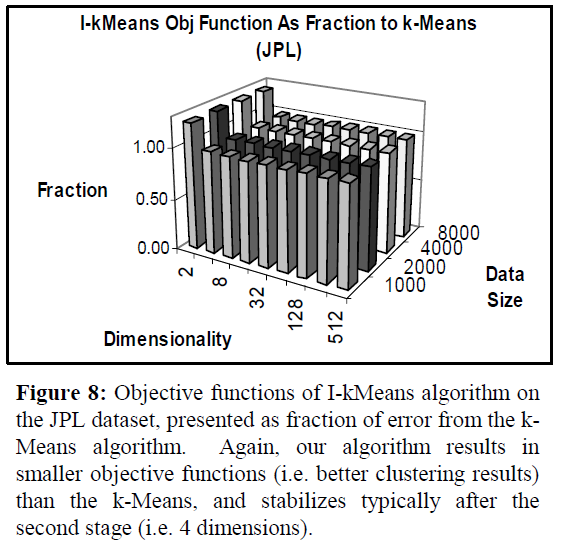 I-kMeans Obj Function As Fraction to k-Means
(JPL)
1.00
Fraction
0.50
0.00
2
8
32
128
512
8000
4000
2000
1000
Data
Size
Dimensionality
Figure 8: Objective functions of I-kMeans algorithm on
the JPL dataset, presented as fraction of error from the k-
Means algorithm. Again, our algorithm results in
smaller objective functions (i.e. better clustering results)
than the k-Means, and stabilizes typically after the
second stage (i.e. 4 dimensions).